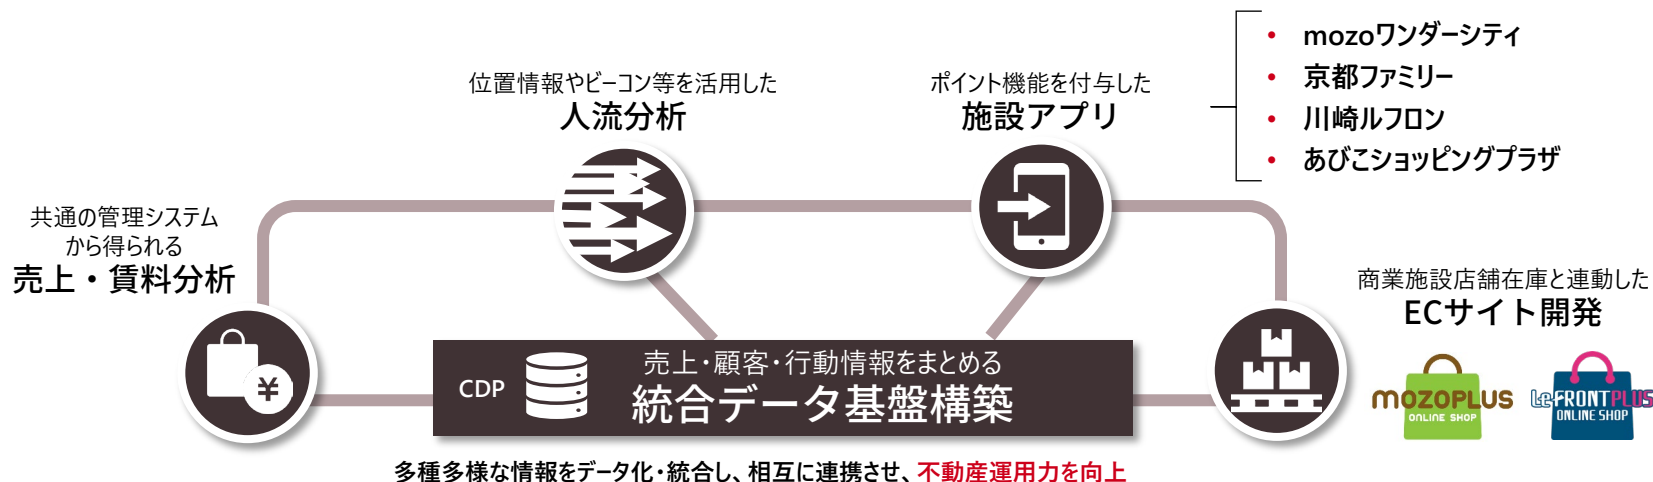 共通の管理システム
から得られる
売上・賃料分析
¥
位置情報やビーコン等を活用した
人流分析
ポイント機能を付与した
施設アプリ
• mozoワンダーシティ
• 京都ファミリー
• 川崎ルフロン
• あびこショッピングプラザ
商業施設店舗在庫と連動した
ECサイト開発
MOZOPLUS
ONLINE SHOP
LeFRONTPLUS
ONLINE SHOP
CDP
売上・顧客・行動情報をまとめる
統合データ基盤構築
多種多様な情報をデータ化・統合し、相互に連携させ、不動産運用力を向上